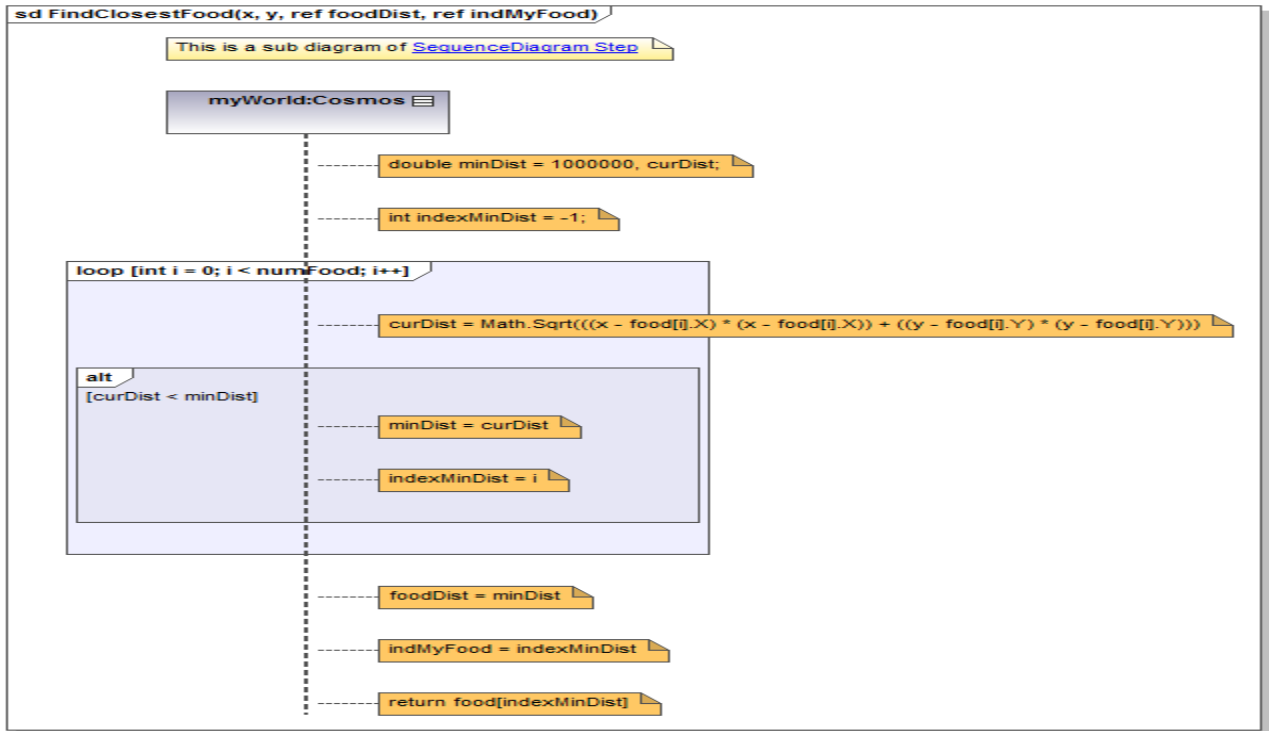 sd FindClosestFood(x, y, ref foodDist, ref indMyFood)
This is a sub diagram of SequenceDiagram Step
myWorld:Cosmos
double minDist = 1000000, curDist;
int indexMinDist = -1;
loop [int i = 0; i < numFood; i++]
curDist = Math.Sqrt(((x - food[i].X) * (x - food[i].X)) + ((y - food[i].Y) * (y - food[i].Y)))
alt
[curDist < minDist]
minDist = curDist
indexMinDist = i
foodDist = minDist
indMyFood = indexMinDist
return food[indexMinDist]